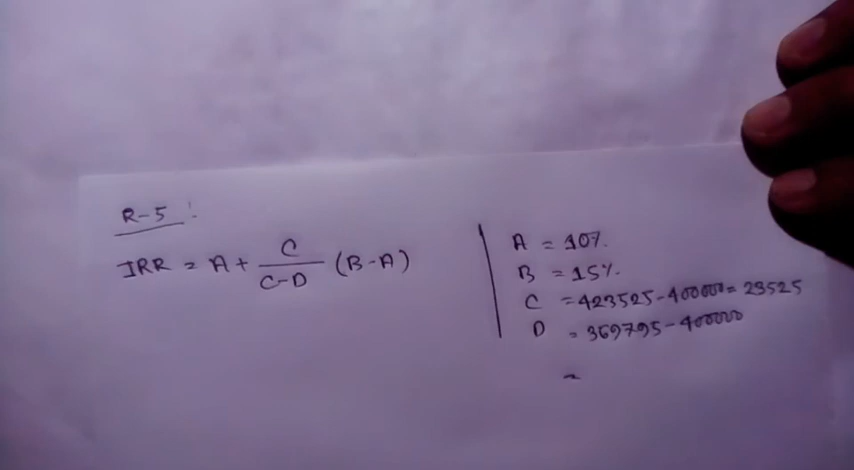 R-5:
IRR = A + C/C-D (B-A)
A = 10%.
B = 15%.
C = 423525-400000= 23525
D = 369795-400000
=